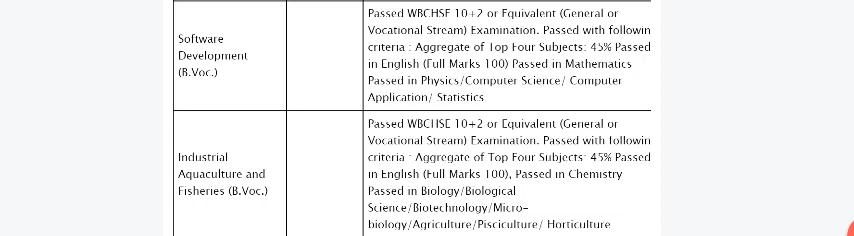 Software
Development
(B.Voc.)
Passed WBCHSE 10+2 or Equivalent (General or
Vocational Stream) Examination. Passed with followin
criteria : Aggregate of Top Four Subjects: 45% Passed
in English (Full Marks 100) Passed in Mathematics
Passed in Physics/Computer Science/ Computer
Application/ Statistics
Industrial
Aquaculture and
Fisheries (B.Voc.)
Passed WBCHSE 10+2 or Equivalent (General or
Vocational Stream) Examination. Passed with followin
criteria : Aggregate of Top Four Subjects: 45% Passed
in English (Full Marks 100), Passed in Chemistry
Passed in Biology/Biological
Science/Biotechnology/Micro-
biology/Agriculture/Pisciculture/ Horticulture